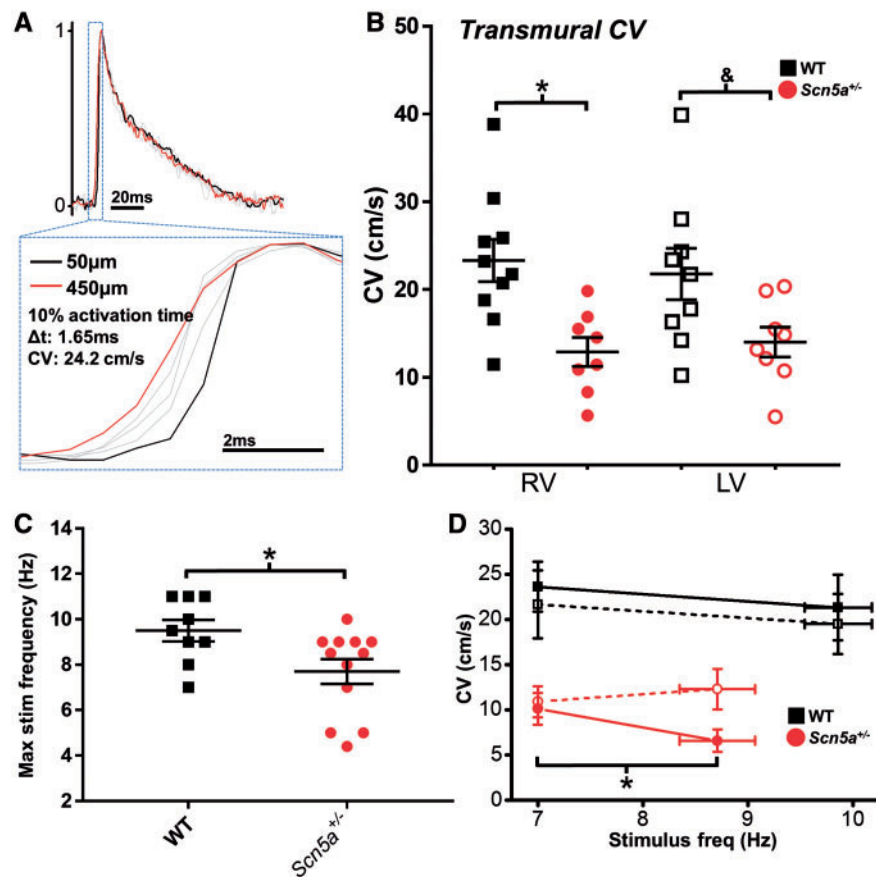 A
1
0
20ms
50μm
450μm
10% activation time
Δt: 1.65ms
CV: 24.2 cm/s
2ms
B
Transmural CV
WT
Scn5a+/-
*
&
CV (cm/s)
50
40
30
20
10
0
RV
LV
C
Max stim frequency (Hz)
14
12
10
8
6
4
2
*
WT
Scn5a+/-
D
CV (cm/s)
30
25
20
15
10
5
0
WT
Scn5a+/-
*
7
8
9
10
Stimulus freq (Hz)